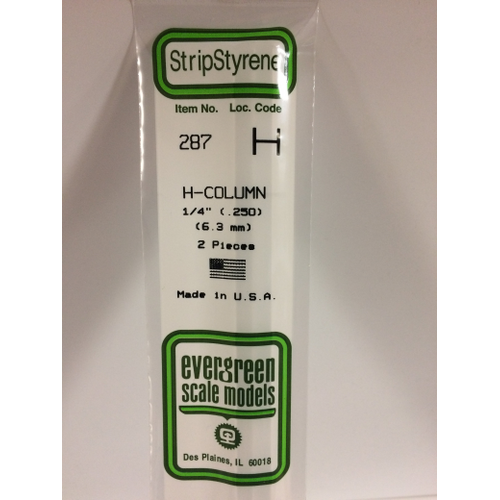 StripStyrene
Item No. Loc. Code
287 H
H-COLUMN
1/4" (.250)
(6.3 mm)
2 Pieces
Made in U.S.A.
evergreen
scale models
Des Plaines, IL 60018